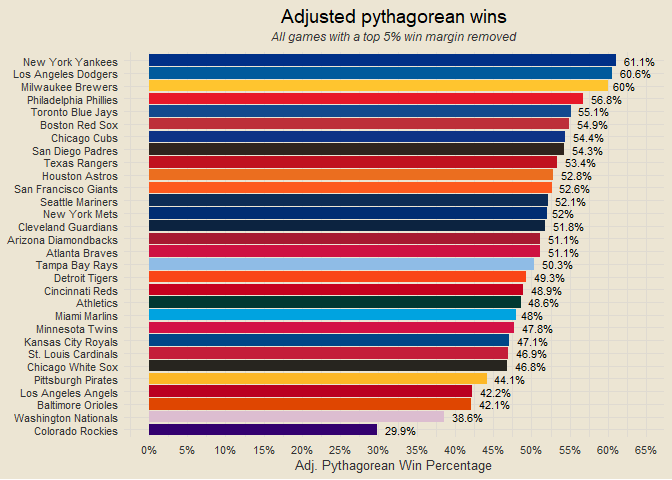 Adjusted pythagorean wins
All games with a top 5% win margin removed
New York Yankees 61.1%
Los Angeles Dodgers 60.6%
Milwaukee Brewers 60%
Philadelphia Phillies 56.8%
Toronto Blue Jays 55.1%
Boston Red Sox 54.9%
Chicago Cubs 54.4%
San Diego Padres 54.3%
Texas Rangers 53.4%
Houston Astros 52.8%
San Francisco Giants 52.6%
Seattle Mariners 52.1%
New York Mets 52%
Cleveland Guardians 51.8%
Arizona Diamondbacks 51.1%
Atlanta Braves 51.1%
Tampa Bay Rays 50.3%
Detroit Tigers 49.3%
Cincinnati Reds 48.9%
Athletics 48.6%
Miami Marlins 48%
Minnesota Twins 47.8%
Kansas City Royals 47.1%
St. Louis Cardinals 46.9%
Chicago White Sox 46.8%
Pittsburgh Pirates 44.1%
Los Angeles Angels 42.2%
Baltimore Orioles 42.1%
Washington Nationals 38.6%
Colorado Rockies 29.9%
0% 5% 10% 15% 20% 25% 30% 35% 40% 45% 50% 55% 60% 65%
Adj. Pythagorean Win Percentage